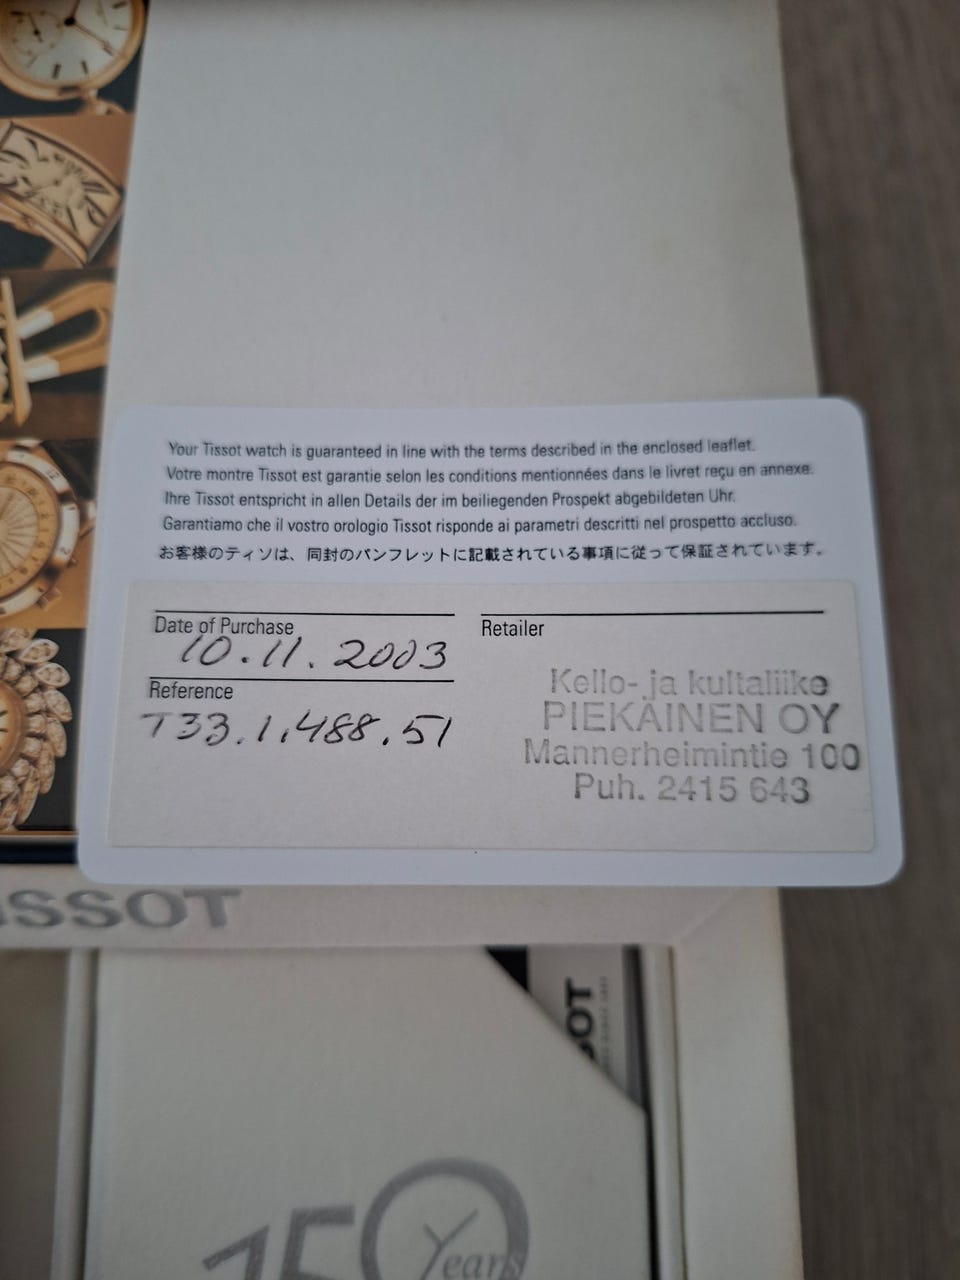 Your Tissot watch is guaranteed in line with the terms described in the enclosed leaflet.
Votre montre Tissot est garantie selon les conditions mentionnées dans le livret reçu en annexe.
Ihre Tissot entspricht in allen Details der im beiliegenden Prospekt abgebildeten Uhr.
Garantiamo che il vostro orologio Tissot risponde ai parametri descritti nel prospetto accluso.
お客様のティソは、同封のパンフレットに記載されている事項に従って保証されています。
Date of Purchase
10.11.2003
Reference
T33.1.488.51
Retailer
Kello- ja kultaliike
PIEKÄINEN OY
Mannerheimintie 100
Puh. 2415 643
ISSOT
SOT
150
Years